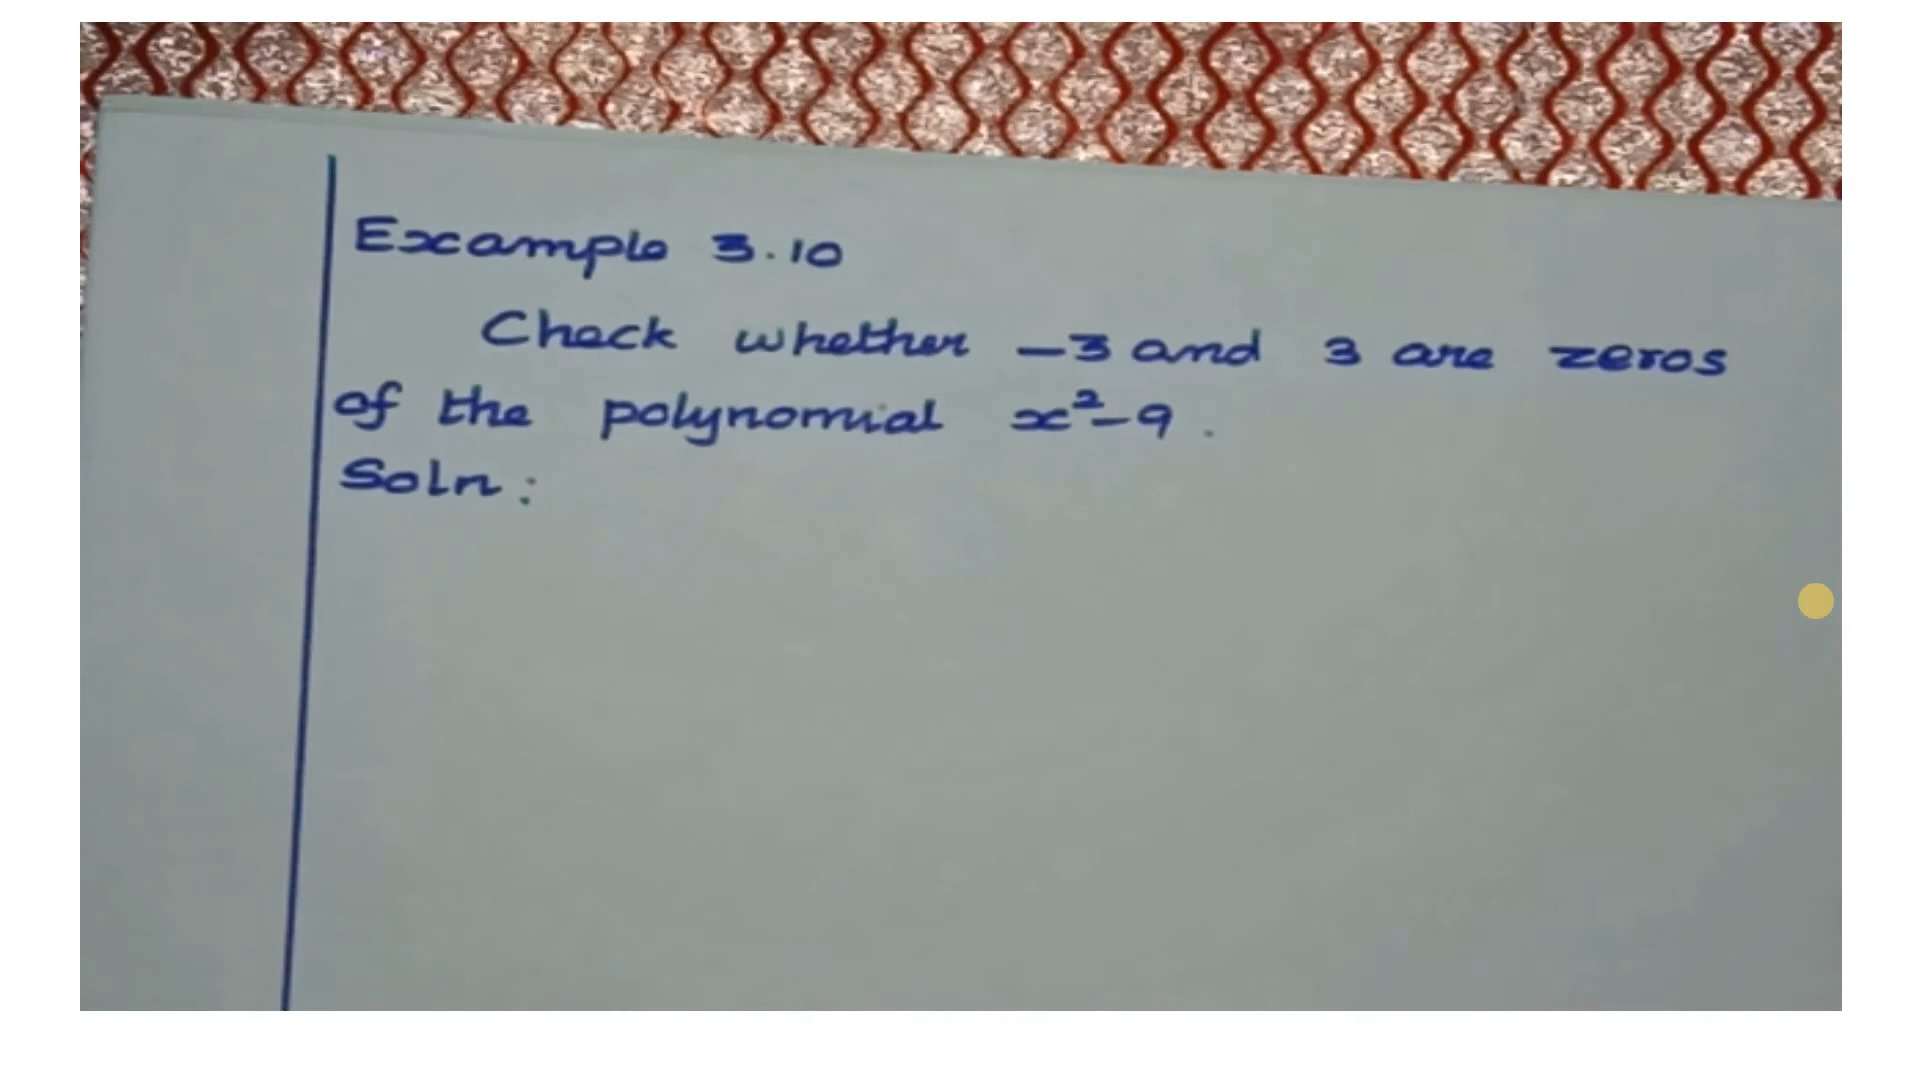 Example 3.10
Check whether -3 and 3 are zeros
of the polynomial x²-9.
Soln: